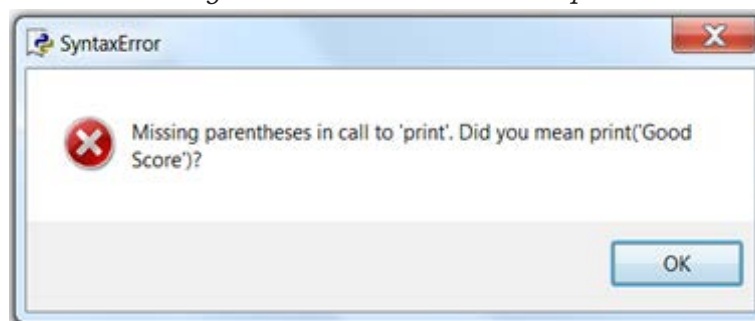 SyntaxError
Missing parentheses in call to 'print'. Did you mean print('Good
Score')?
OK